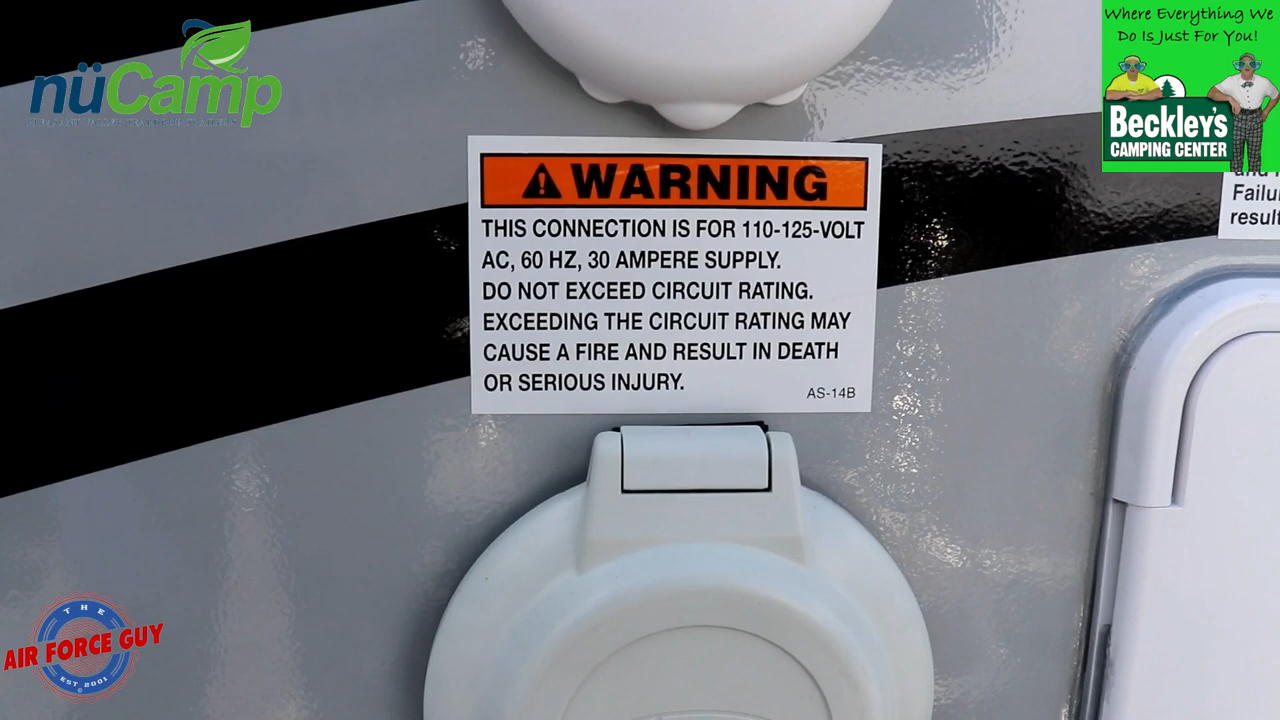 nüCamp
Where Everything We
Do Is Just For You!
Beckley's
CAMPING CENTER
WARNING
THIS CONNECTION IS FOR 110-125-VOLT
AC, 60 HZ, 30 AMPERE SUPPLY.
DO NOT EXCEED CIRCUIT RATING.
EXCEEDING THE CIRCUIT RATING MAY
CAUSE A FIRE AND RESULT IN DEATH
OR SERIOUS INJURY.
AS-14B
THE
AIR FORCE GUY
EST 2001